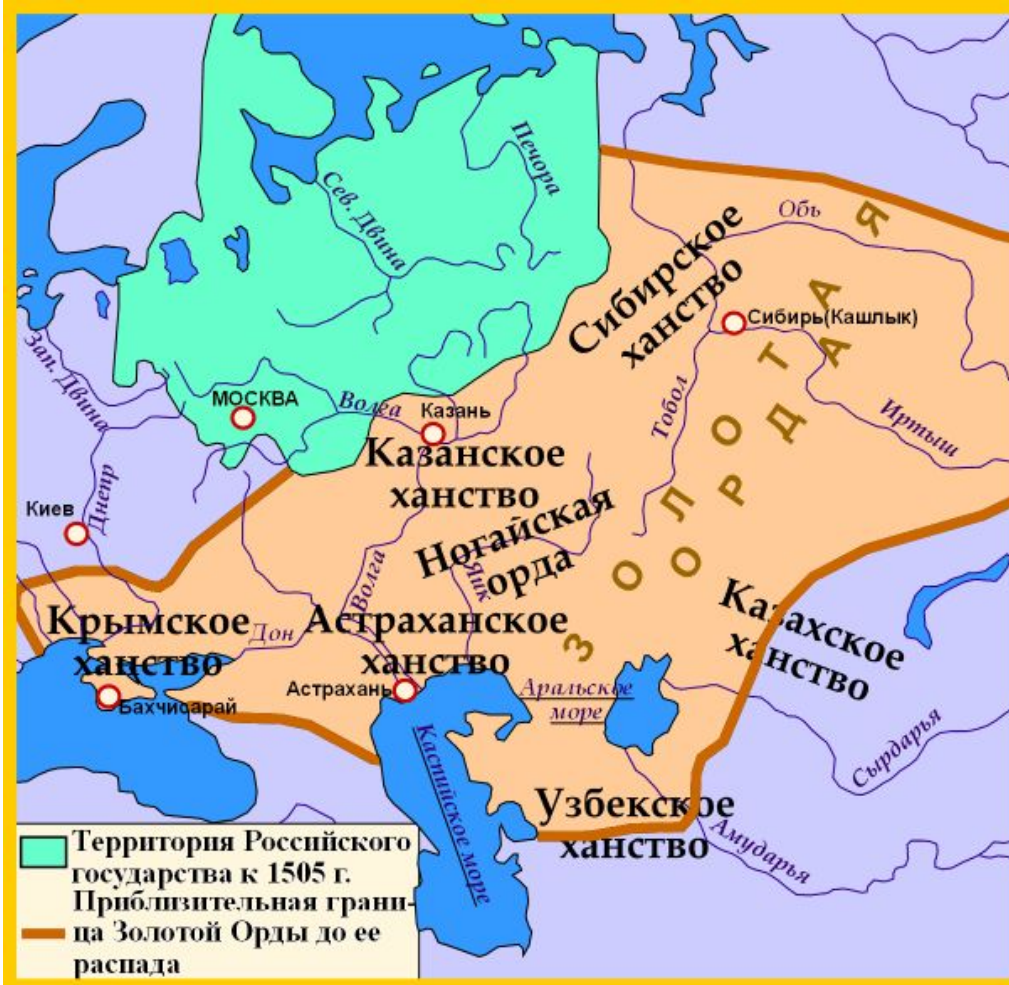 Печора
Сев. Двина
Обь
Сибирское
ханство
Сибирь(Кашлык)
ЗОЛОТАЯ
ОРДА
Зап. Двина
МОСКВА
Волга
Казань
Тобол
Иртыш
Казанское
ханство
Киев
Днепр
Ногайская
орда
Волга
Яик
Казахское
ханство
Крымское
ханство
Дон
Астраханское
ханство
Астрахань
Бахчисарай
Аральское
море
Каспийское море
Сырдарья
Узбекское
ханство
Амударья
Территория Российского
государства к 1505 г.
Приблизительная грани-
ца Золотой Орды до ее
распада